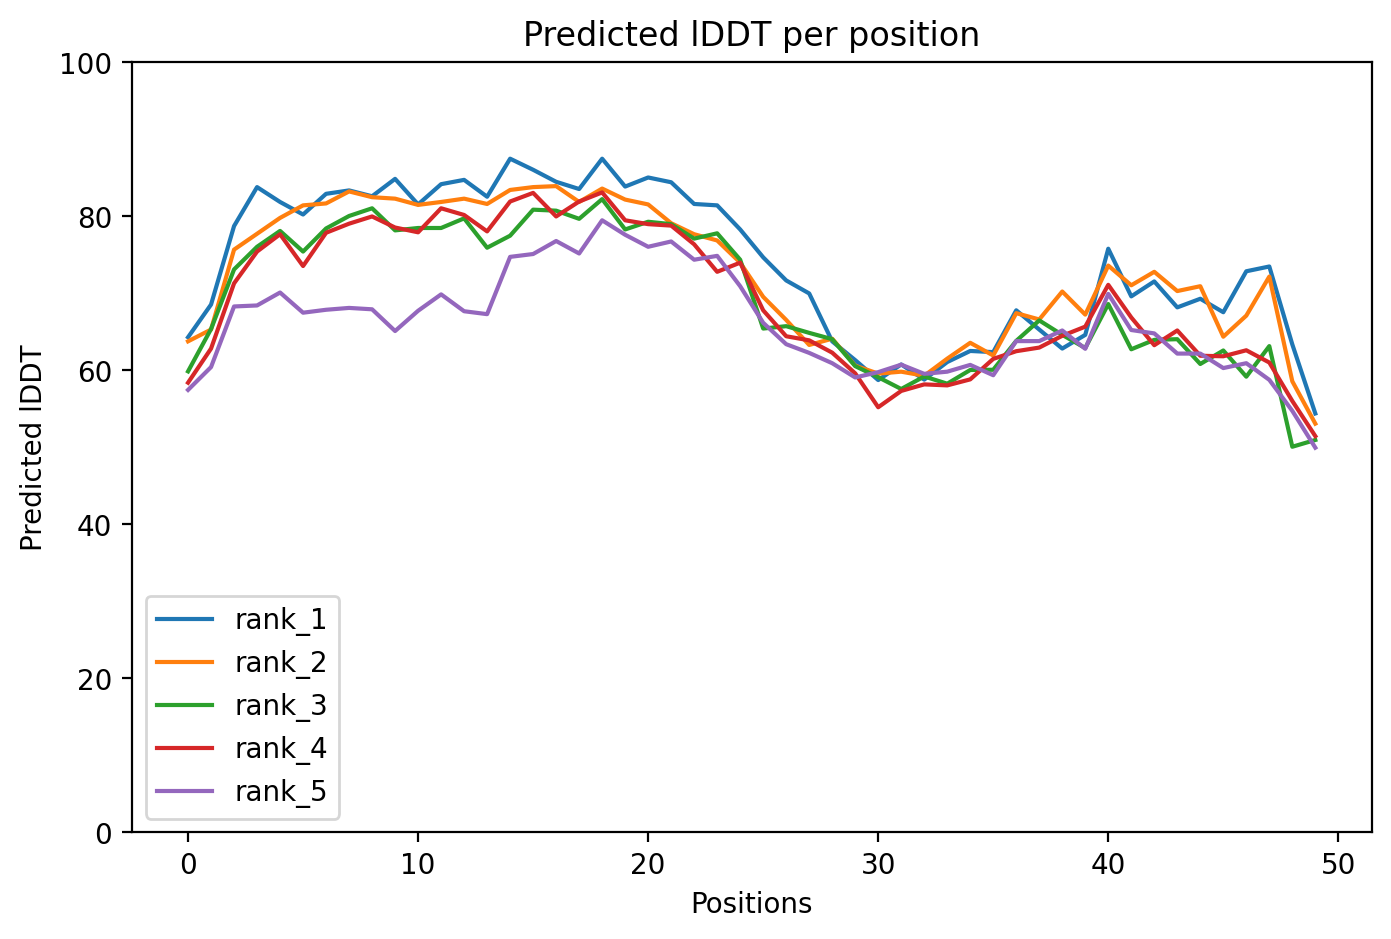 Predicted lDDT per position
100
80
60
40
20
0
Predicted lDDT
rank_1
rank_2
rank_3
rank_4
rank_5
0 10 20 30 40 50
Positions